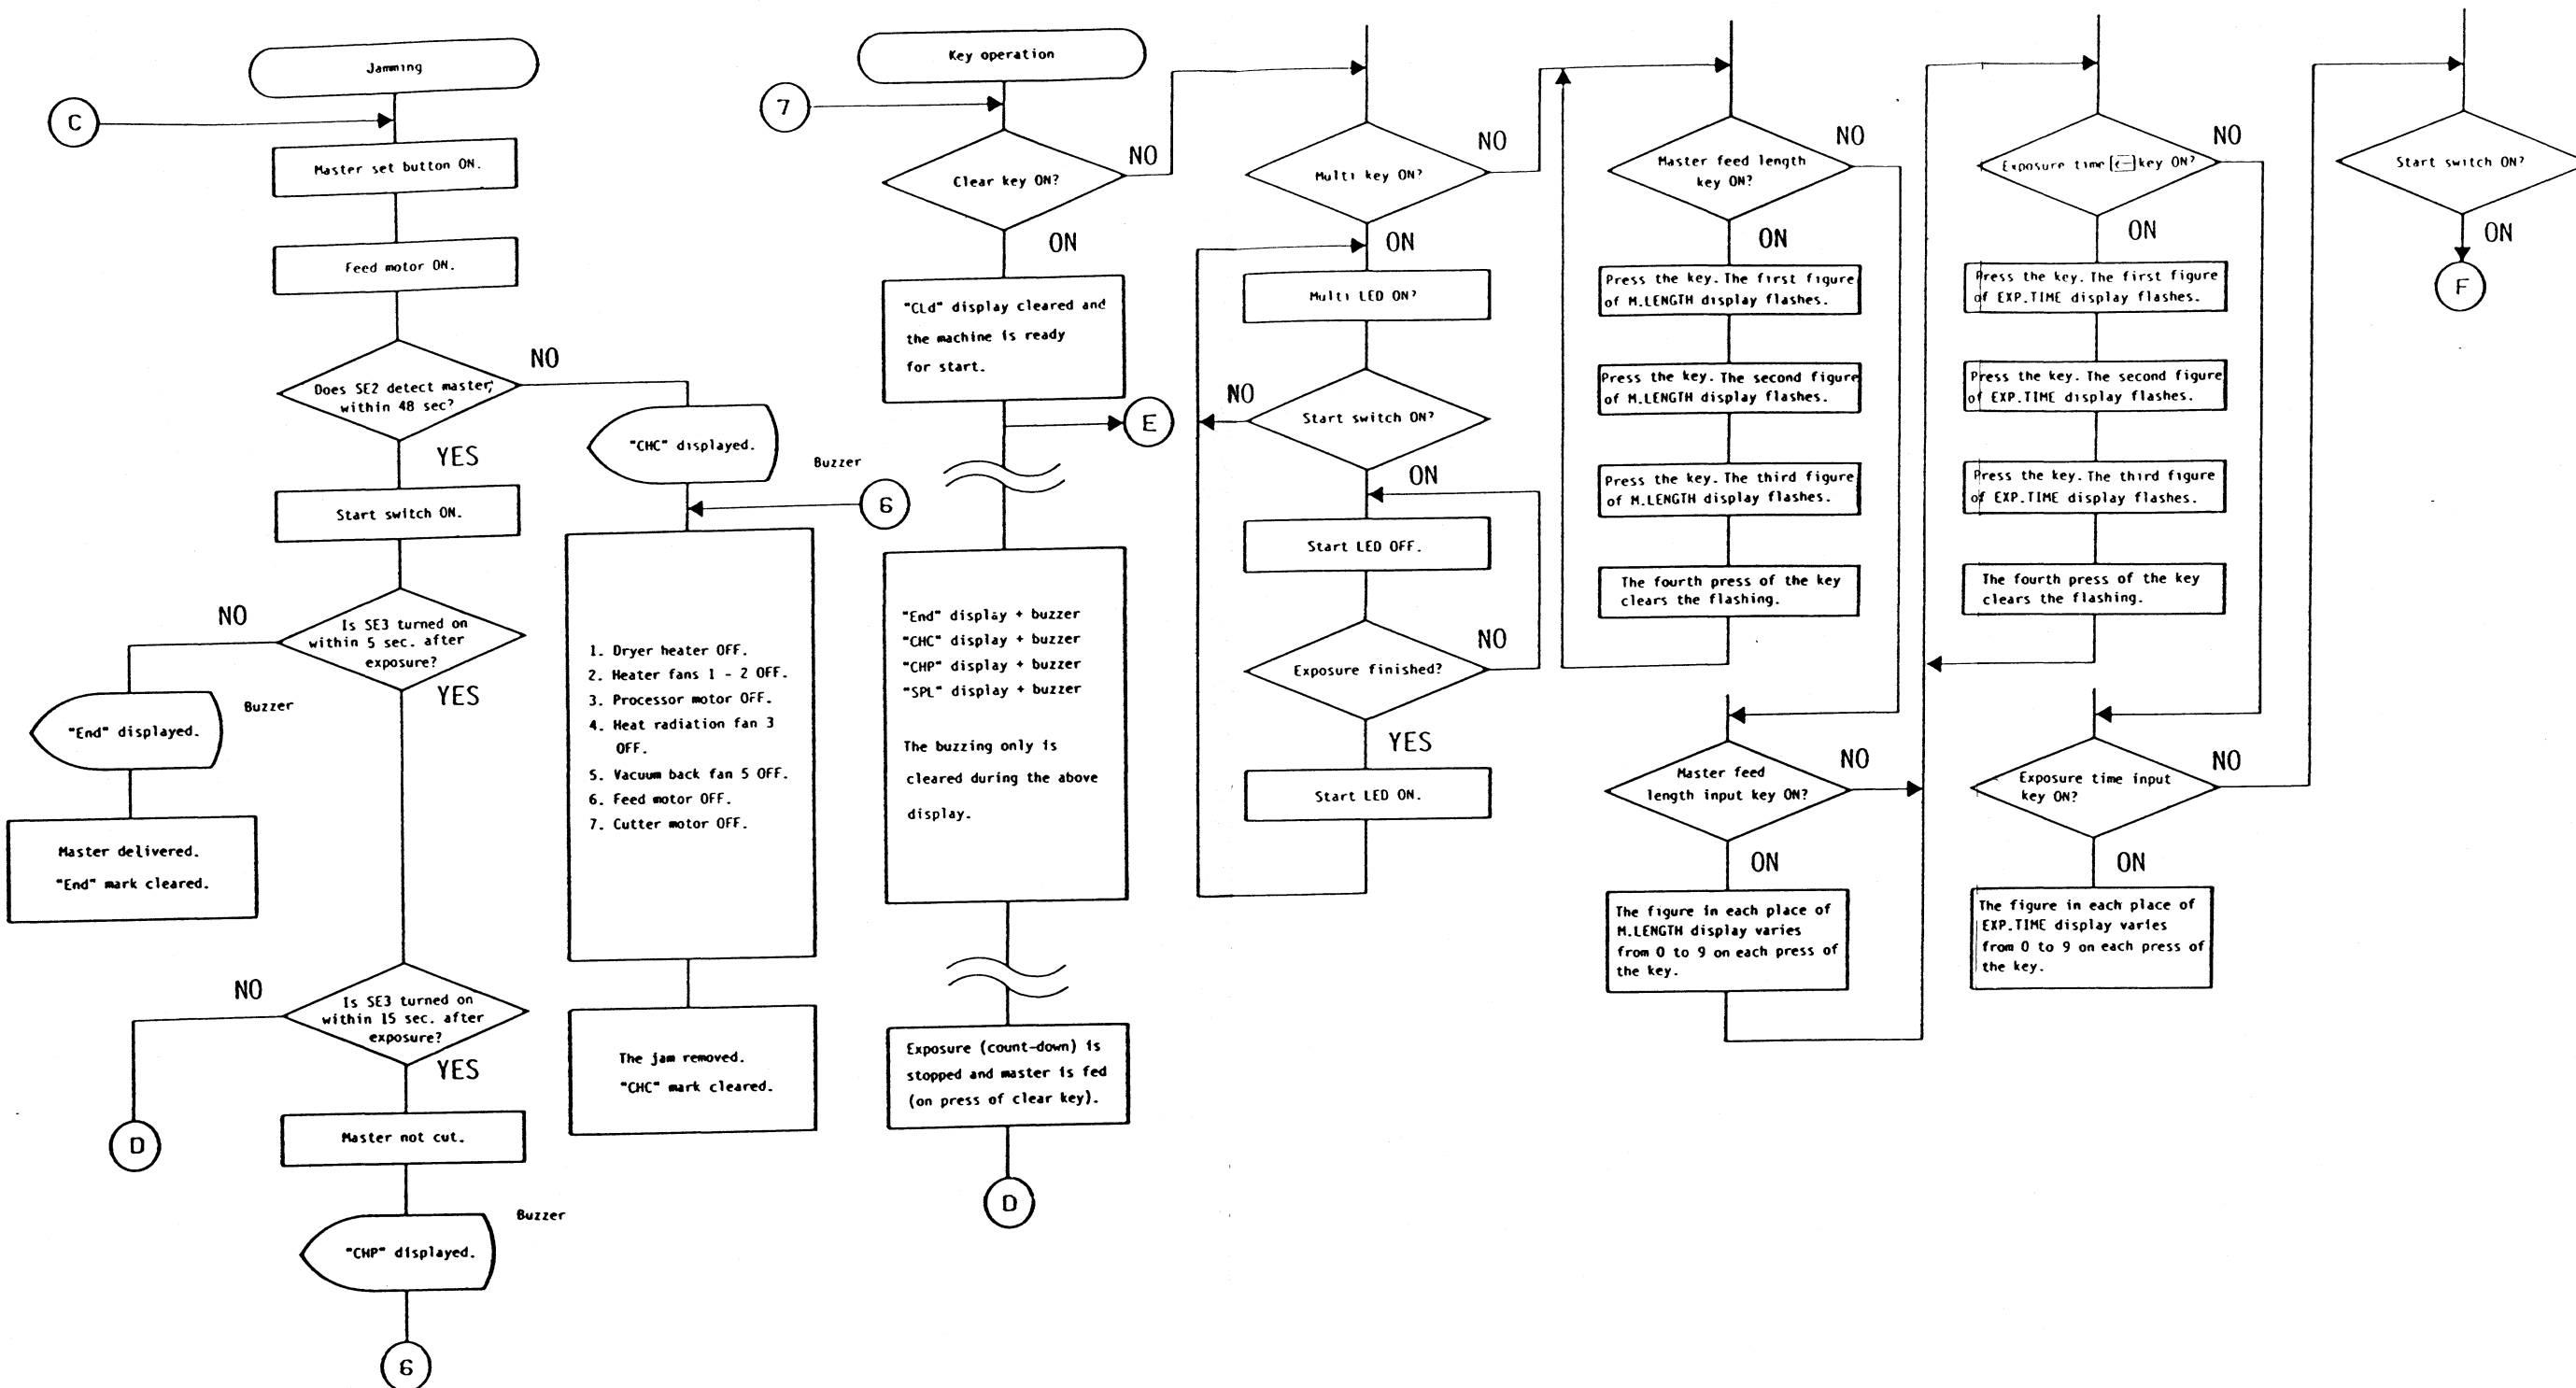 Jamming
C
Master set button ON.
Feed motor ON.
Does SE2 detect master,
within 48 sec?
NO
YES
"CHC" displayed.
Buzzer
6
Start switch ON.
Is SE3 turned on
within 5 sec. after
exposure?
NO
YES
"End" displayed.
Buzzer
Master delivered.
"End" mark cleared.
1. Dryer heater OFF.
2. Heater fans 1 - 2 OFF.
3. Processor motor OFF.
4. Heat radiation fan 3
OFF.
5. Vacuum back fan 5 OFF.
6. Feed motor OFF.
7. Cutter motor OFF.
The jam removed.
"CHC" mark cleared.
Is SE3 turned on
within 15 sec. after
exposure?
NO
YES
D
Master not cut.
"CHP" displayed.
Buzzer
6
Key operation
7
Clear key ON?
NO
ON
"CLd" display cleared and
the machine is ready
for start.
E
"End" display + buzzer
"CHC" display + buzzer
"CHP" display + buzzer
"SPL" display + buzzer
The buzzing only is
cleared during the above
display.
Exposure (count-down) is
stopped and master is fed
(on press of clear key).
D
Multi key ON?
NO
ON
Multi LED ON?
Start switch ON?
NO
ON
Start LED OFF.
Exposure finished?
NO
YES
Start LED ON.
Master feed length
key ON?
NO
ON
Press the key. The first figure
of M.LENGTH display flashes.
Press the key. The second figure
of M.LENGTH display flashes.
Press the key. The third figure
of M.LENGTH display flashes.
The fourth press of the key
clears the flashing.
Master feed
length input key ON?
NO
ON
The figure in each place of
M.LENGTH display varies
from 0 to 9 on each press of
the key.
Exposure time [←] key ON?
NO
ON
Press the key. The first figure
of EXP.TIME display flashes.
Press the key. The second figure
of EXP.TIME display flashes.
Press the key. The third figure
of EXP.TIME display flashes.
The fourth press of the key
clears the flashing.
Exposure time input
key ON?
NO
ON
The figure in each place of
EXP.TIME display varies
from 0 to 9 on each press of
the key.
Start switch ON?
ON
F